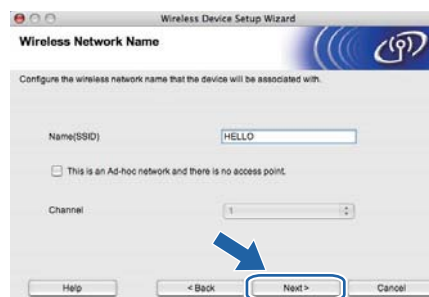 Wireless Device Setup Wizard
Wireless Network Name
Configure the wireless network name that the device will be associated with.
Name(SSID) HELLO
This is an Ad-hoc network and there is no access point.
Channel 1
Help < Back Next > Cancel